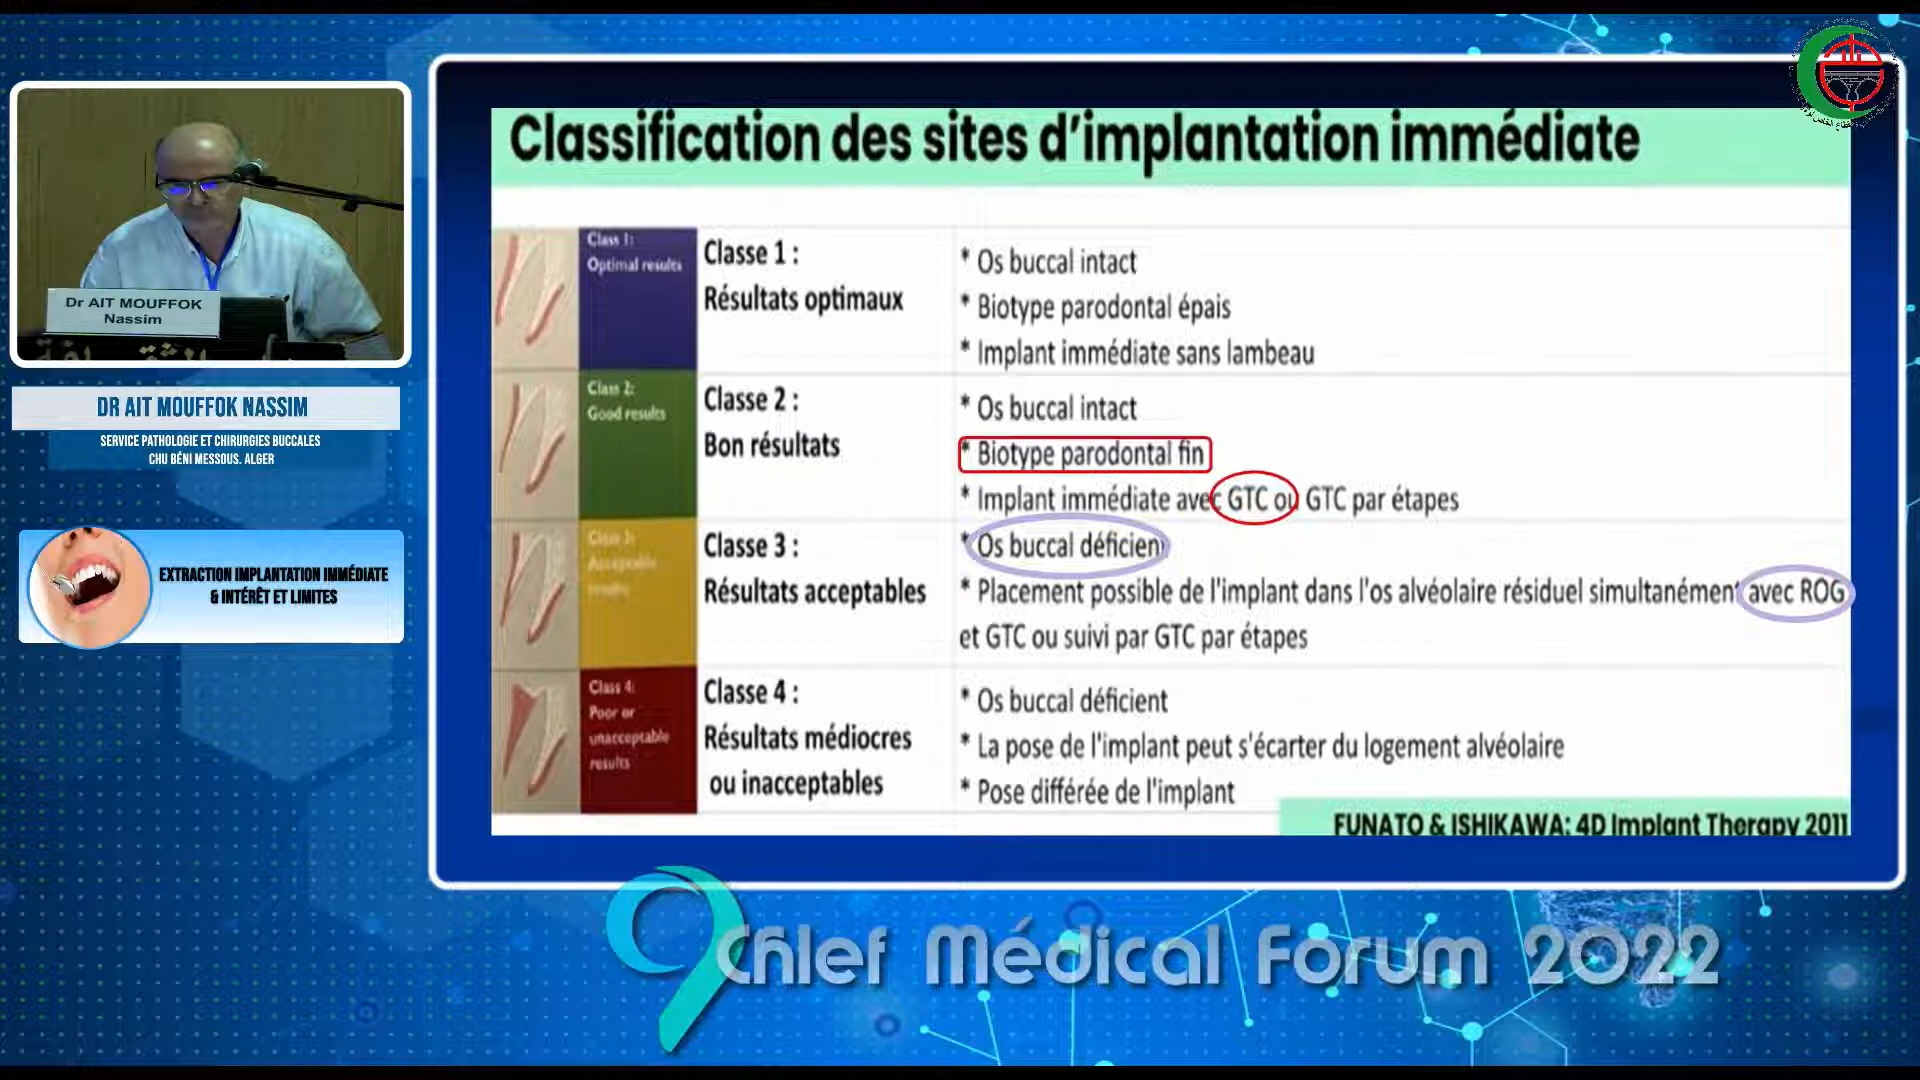 Dr AIT MOUFFOK
Nassim
DR AIT MOUFFOK NASSIM
SERVICE PATHOLOGIE ET CHIRURGIES BUCCALES
CHU BÉNI MESSOUS. ALGER
EXTRACTION IMPLANTATION IMMÉDIATE
& INTÉRÊT ET LIMITES
Classification des sites d'implantation immédiate
Class 1:
Optimal results
Classe 1 :
Résultats optimaux
* Os buccal intact
* Biotype parodontal épais
* Implant immédiate sans lambeau
Class 2:
Good results
Classe 2 :
Bon résultats
* Os buccal intact
* Biotype parodontal fin
* Implant immédiate avec GTC ou GTC par étapes
Class 3:
Acceptable
results
Classe 3 :
Résultats acceptables
* Os buccal déficient
* Placement possible de l'implant dans l'os alvéolaire résiduel simultanément avec ROG
et GTC ou suivi par GTC par étapes
Class 4:
Poor or
unacceptable
results
Classe 4 :
Résultats médiocres
ou inacceptables
* Os buccal déficient
* La pose de l'implant peut s'écarter du logement alvéolaire
* Pose différée de l'implant
FUNATO & ISHIKAWA: 4D Implant Therapy 2011
9 Chlef Médical Forum 2022